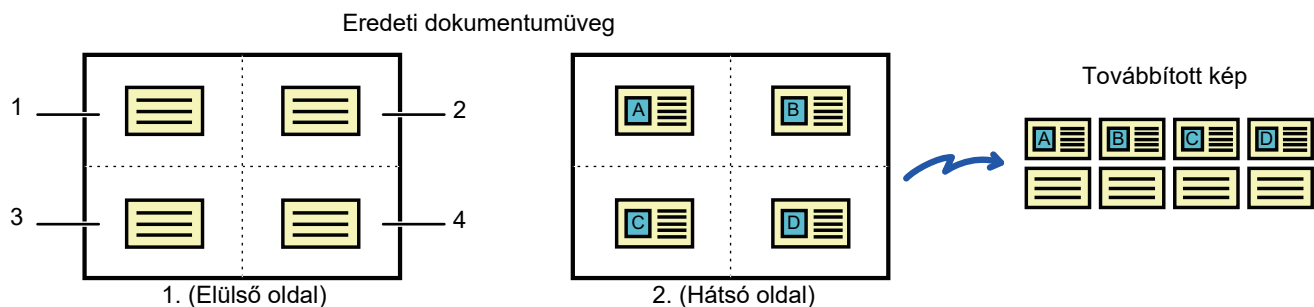 Eredeti dokumentumüveg
Továbbított kép
1
2
3
4
A
B
C
D
A
B
C
D
1. (Elülső oldal)
2. (Hátsó oldal)